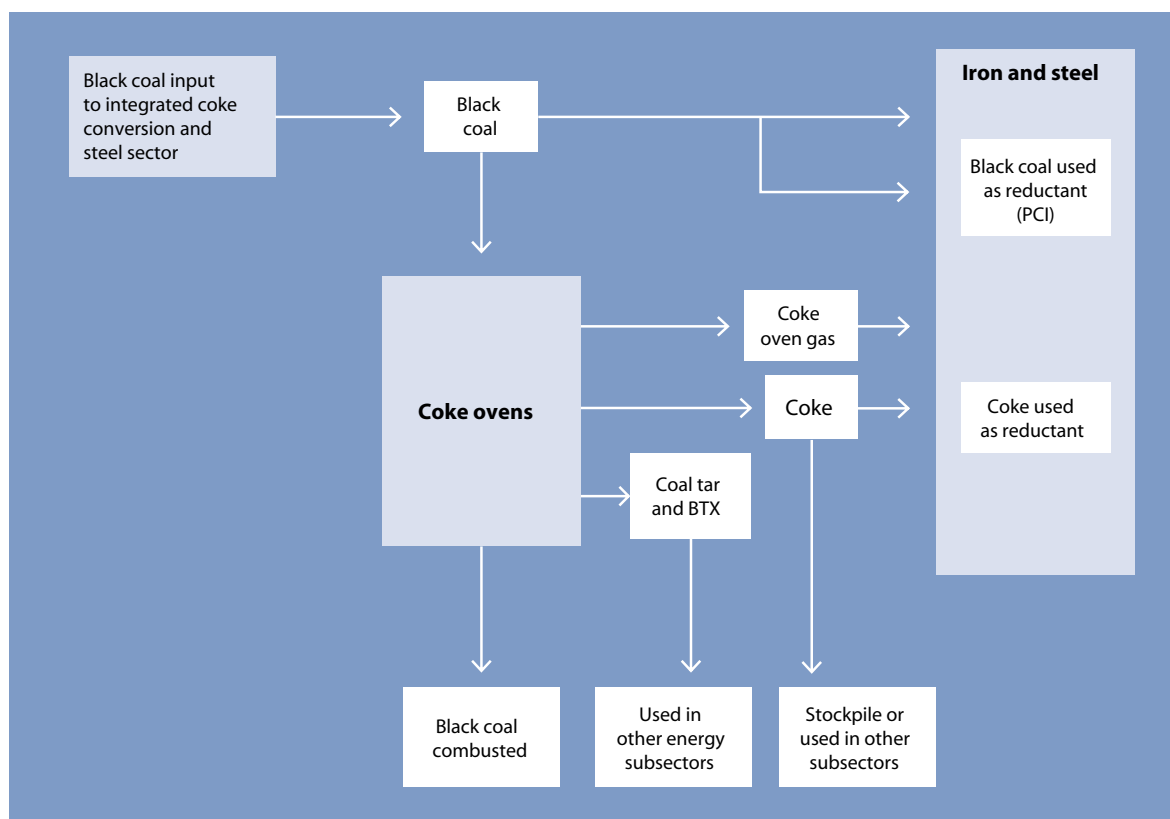 Black coal input
to integrated coke
conversion and
steel sector
Black
coal
Iron and steel
Black coal used
as reductant
(PCI)
Coke
oven gas
Coke ovens
Coke
Coke used
as reductant
Coal tar
and BTX
Black coal
combusted
Used in
other energy
subsectors
Stockpile or
used in other
subsectors